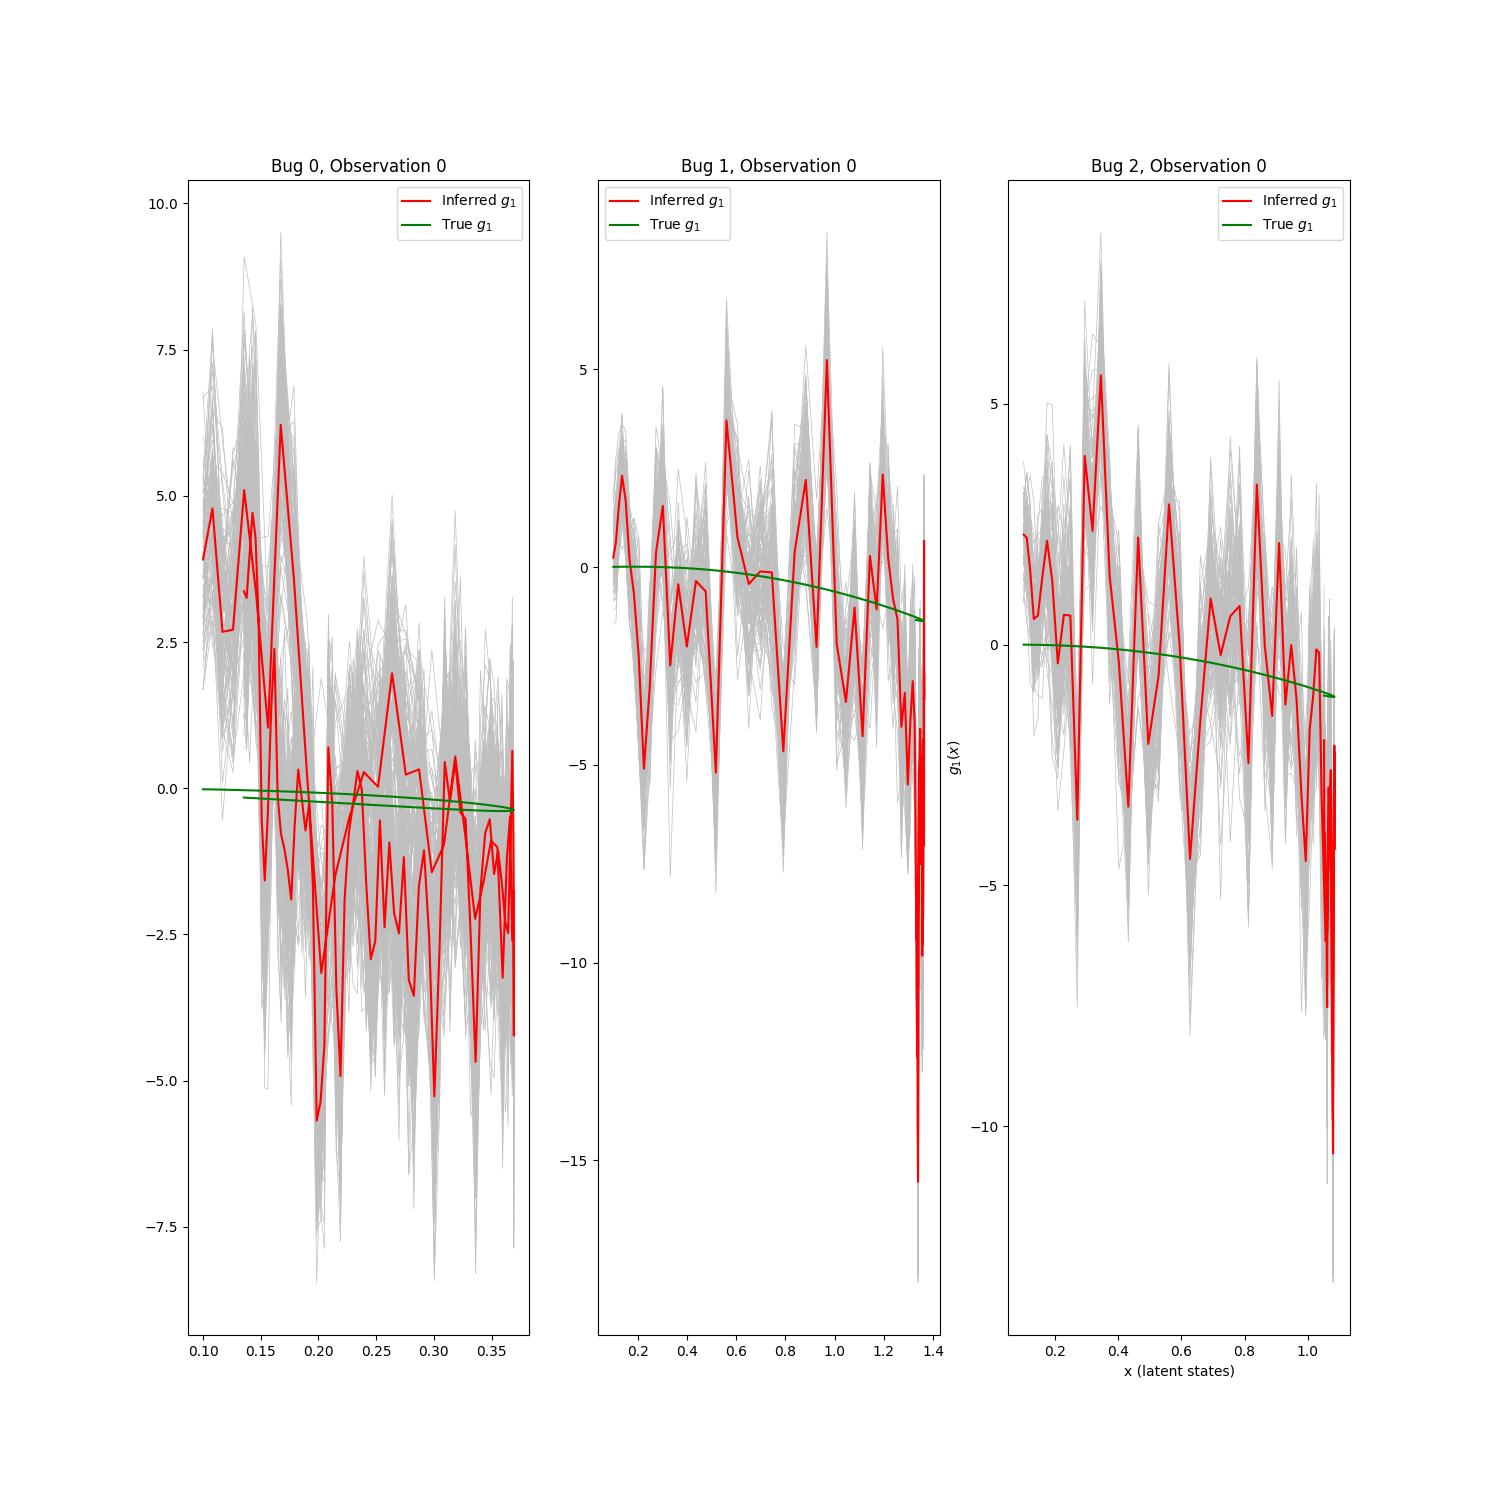 Bug 0, Observation 0
Inferred g₁
True g₁
10.0
7.5
5.0
2.5
0.0
−2.5
−5.0
−7.5
0.10 0.15 0.20 0.25 0.30 0.35
Bug 1, Observation 0
Inferred g₁
True g₁
5
0
−5
−10
−15
0.2 0.4 0.6 0.8 1.0 1.2 1.4
Bug 2, Observation 0
Inferred g₁
True g₁
g₁(x)
5
0
−5
−10
0.2 0.4 0.6 0.8 1.0
x (latent states)